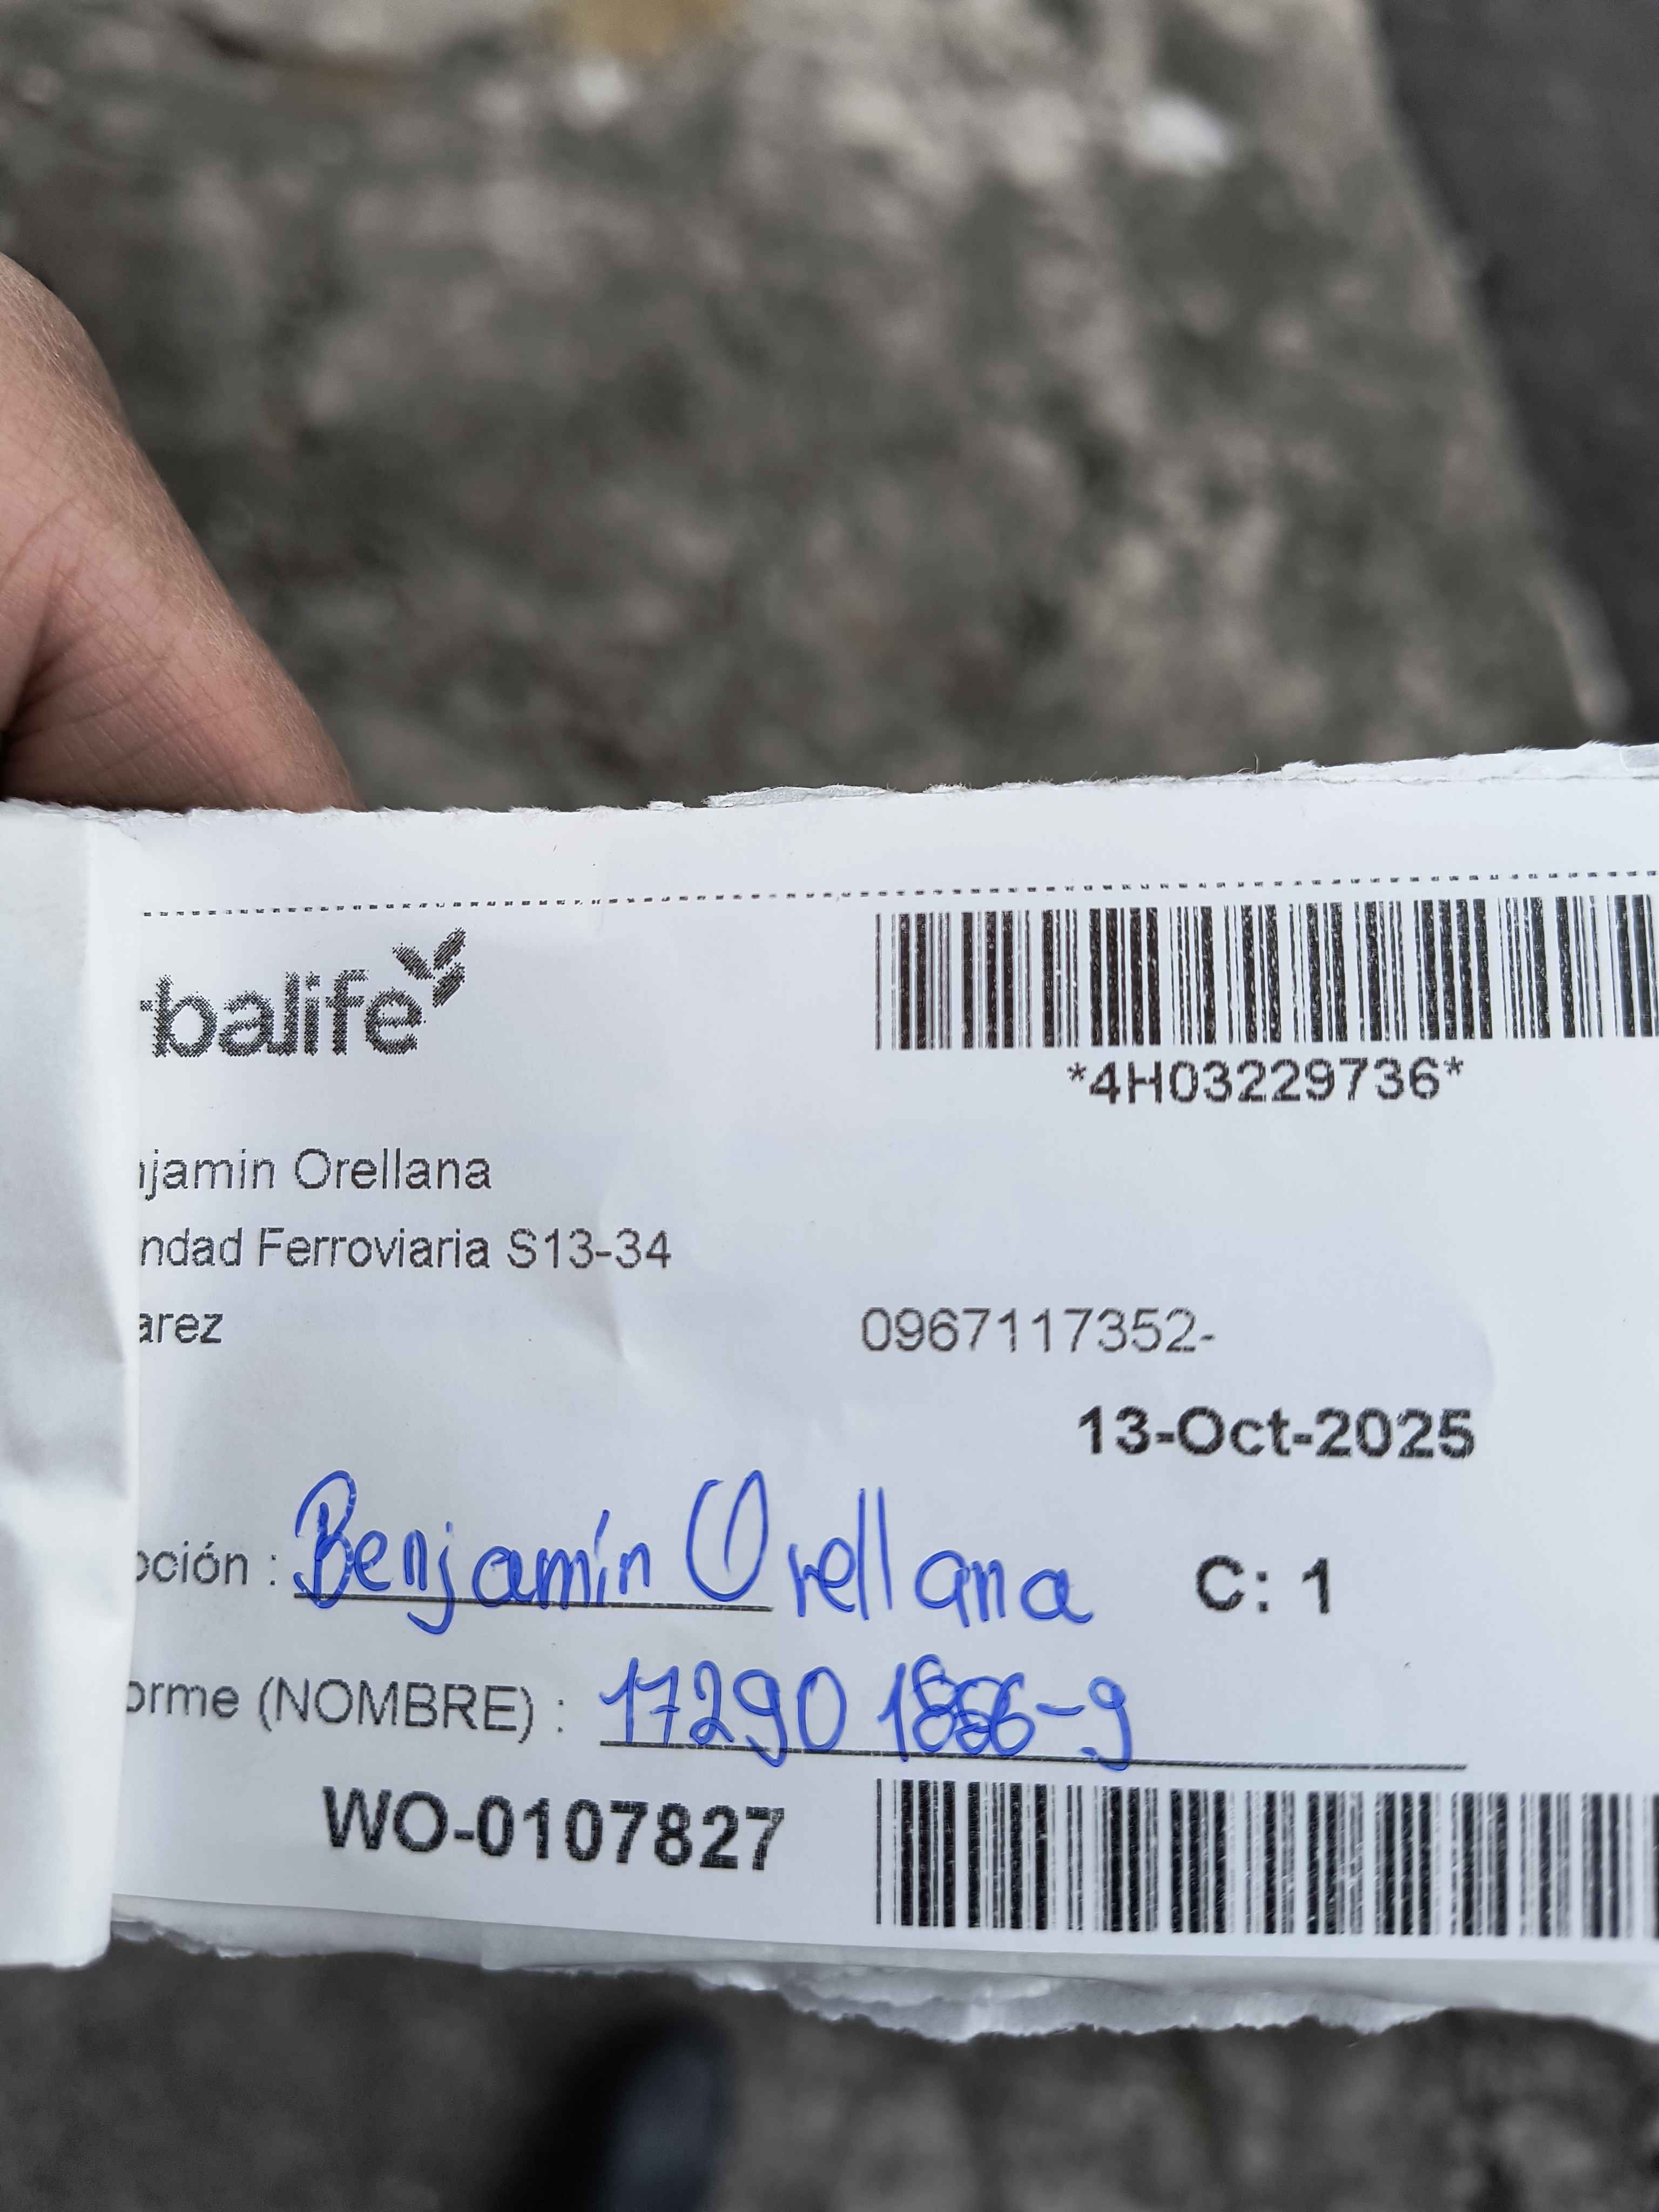 balife
*4H03229736*
njamin Orellana
ndad Ferroviaria S13-34
arez 0967117352-
13-Oct-2025
pción : Benjamín Orellana C: 1
orme (NOMBRE) : 17290 1856-9
WO-0107827